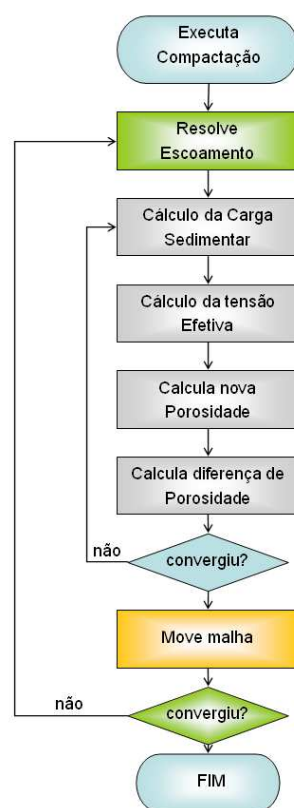 Executa
Compactação
Resolve
Escoamento
Cálculo da Carga
Sedimentar
Cálculo da tensão
Efetiva
Calcula nova
Porosidade
Calcula diferença de
Porosidade
não
convergiu?
Move malha
não
convergiu?
FIM